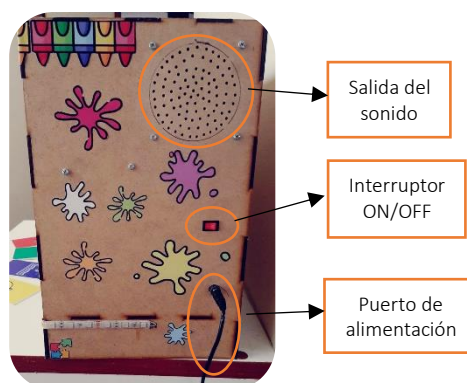 Salida del
sonido
Interruptor
ON/OFF
Puerto de
alimentación